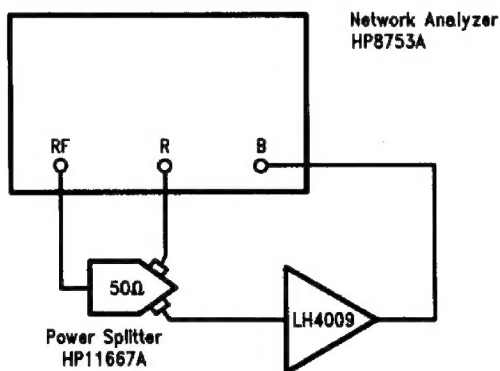 Network Analyzer
HP8753A
RF R B
50Ω
LH4009
Power Splitter
HP11667A